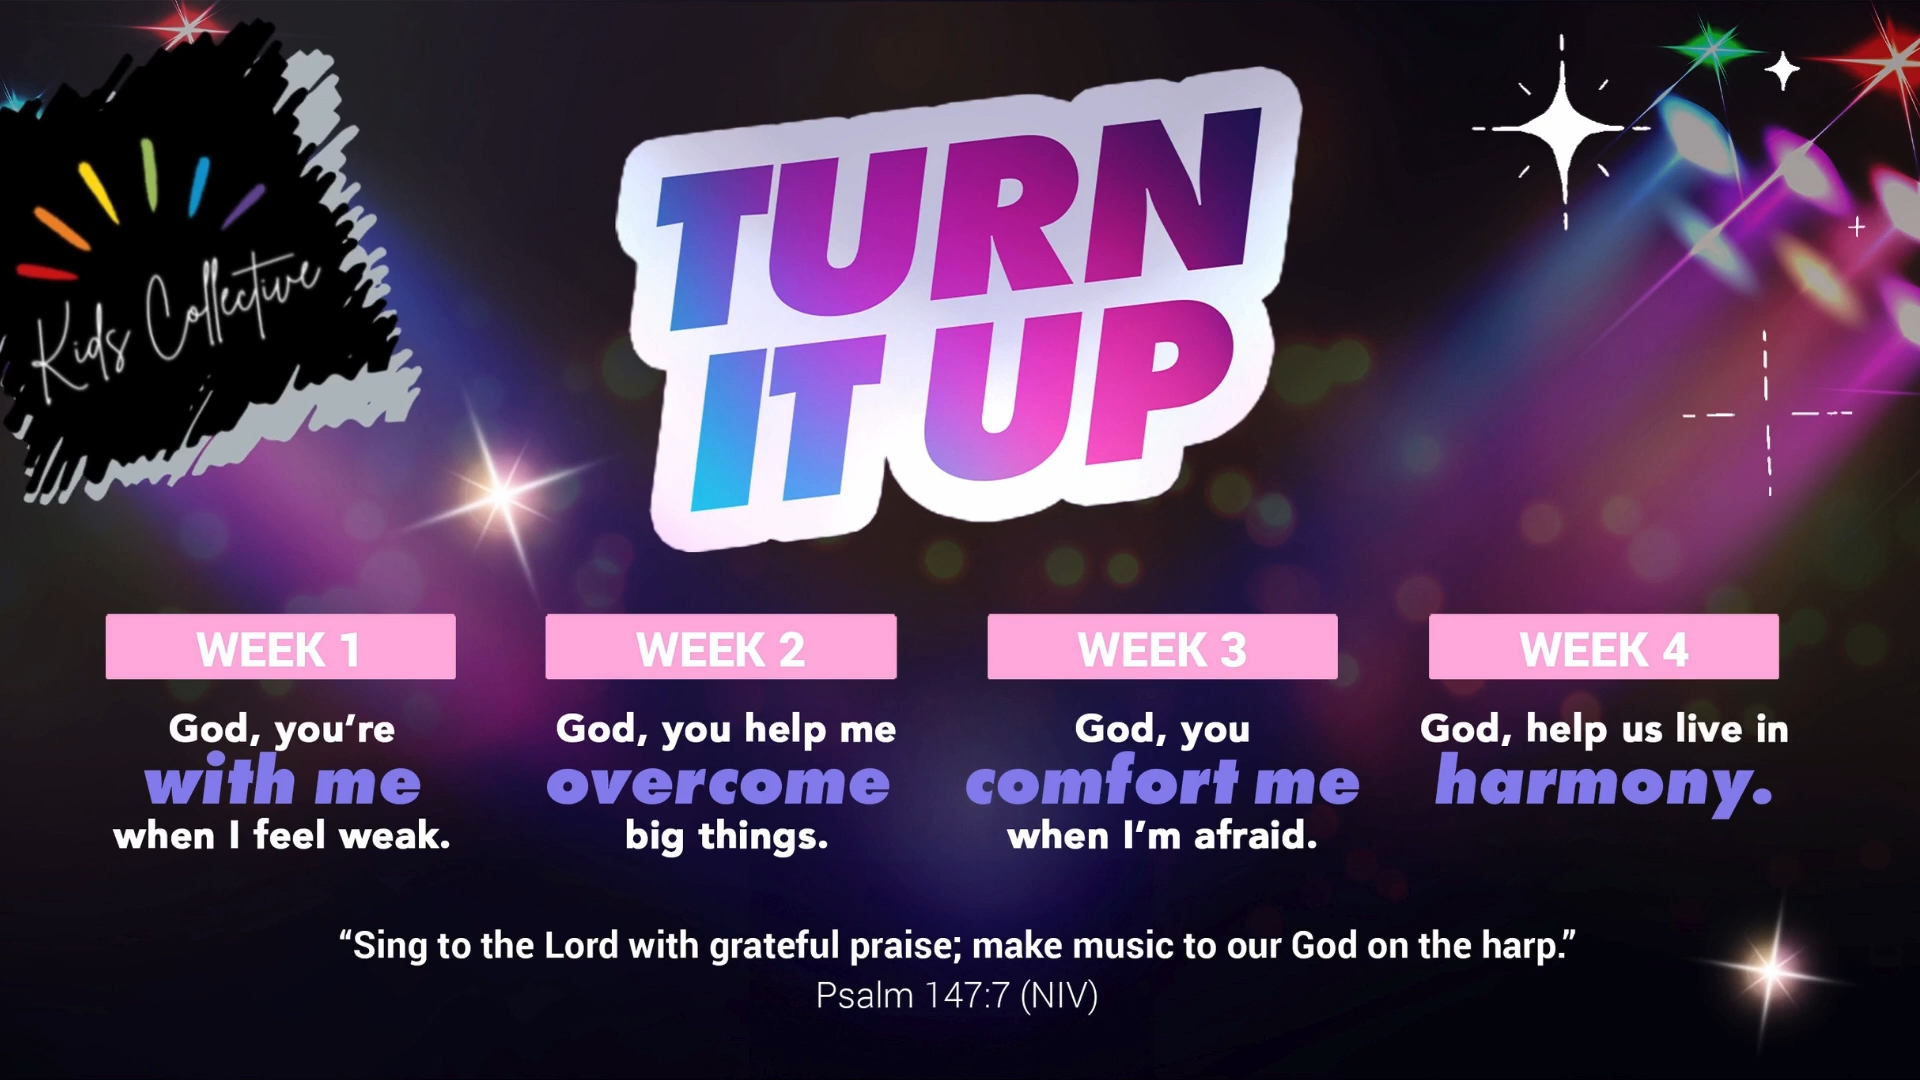 Kids Collective
TURN
IT UP
WEEK 1
God, you're
with me
when I feel weak.
WEEK 2
God, you help me
overcome
big things.
WEEK 3
God, you
comfort me
when I'm afraid.
WEEK 4
God, help us live in
harmony.
“Sing to the Lord with grateful praise; make music to our God on the harp.”
Psalm 147:7 (NIV)